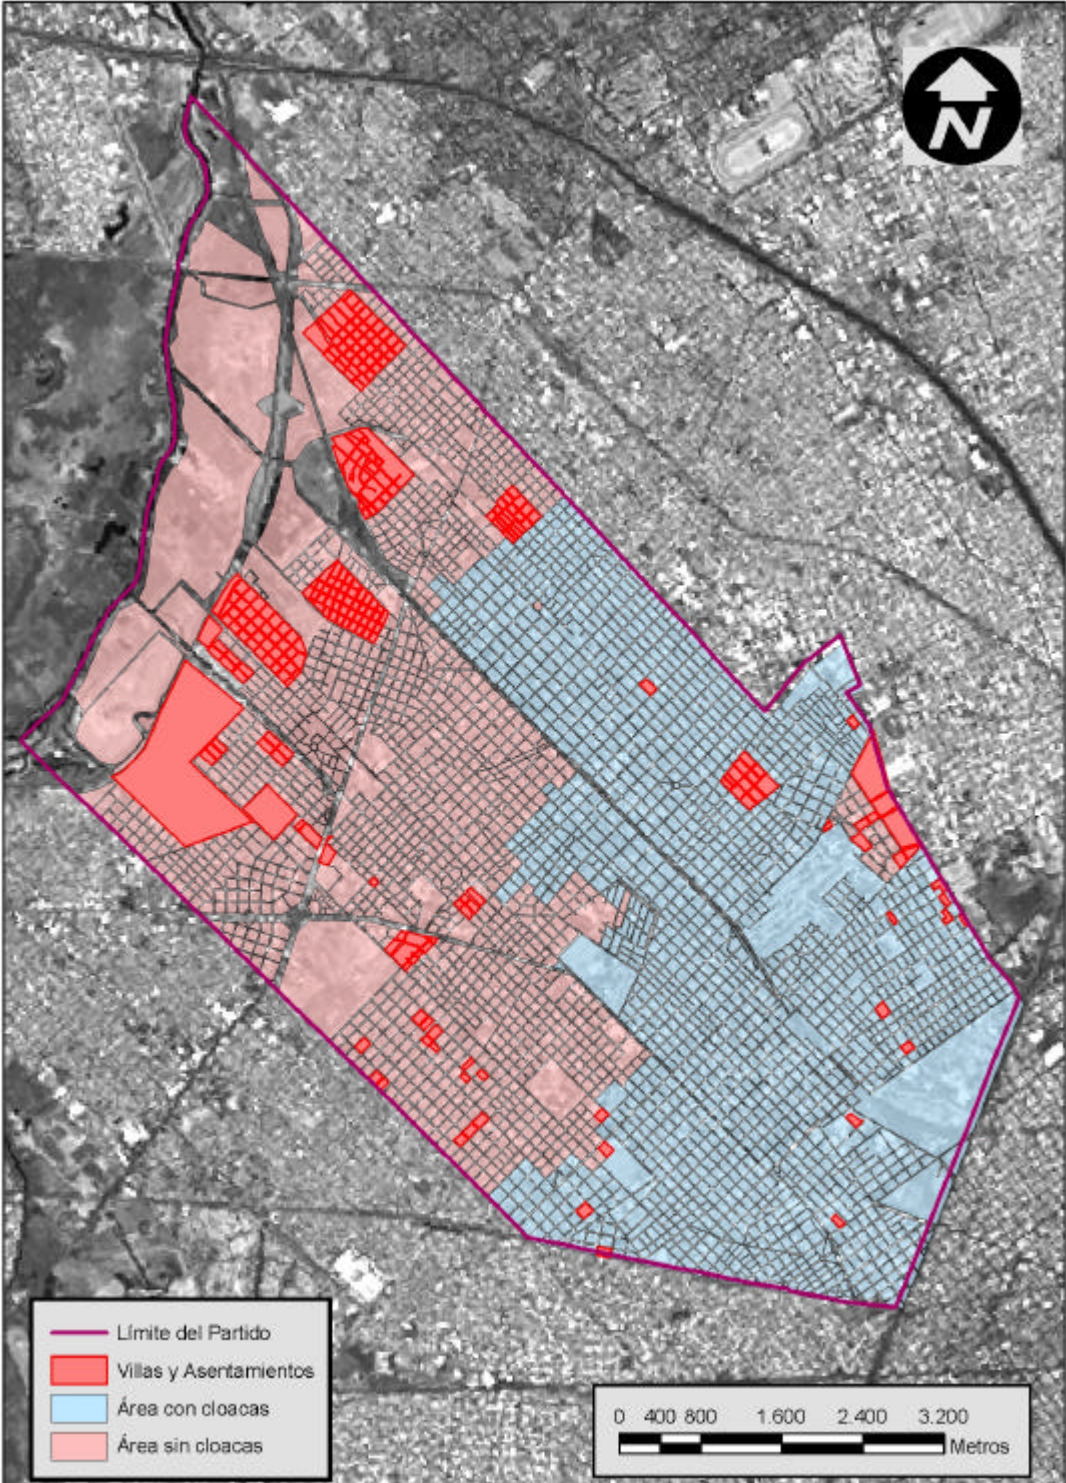 N
Límite del Partido
Villas y Asentamientos
Área con cloacas
Área sin cloacas
0 400 800 1.600 2.400 3.200
Metros